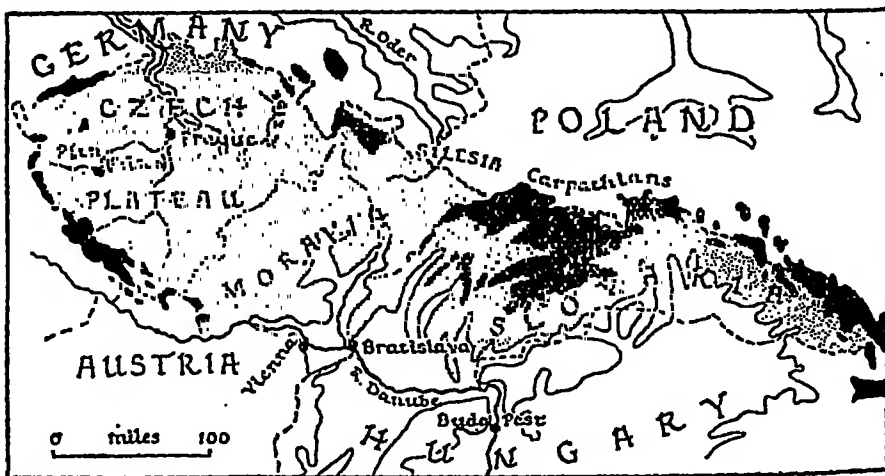 GERMANY
R. Oder
CZECH
POLAND
Prague
Pilsen
SILESIA
Carpathians
PLATEAU
MORAVIA
SLOVAKIA
AUSTRIA
Vienna
Bratislava
R. Danube
Buda Pest
HUNGARY
0 miles 100